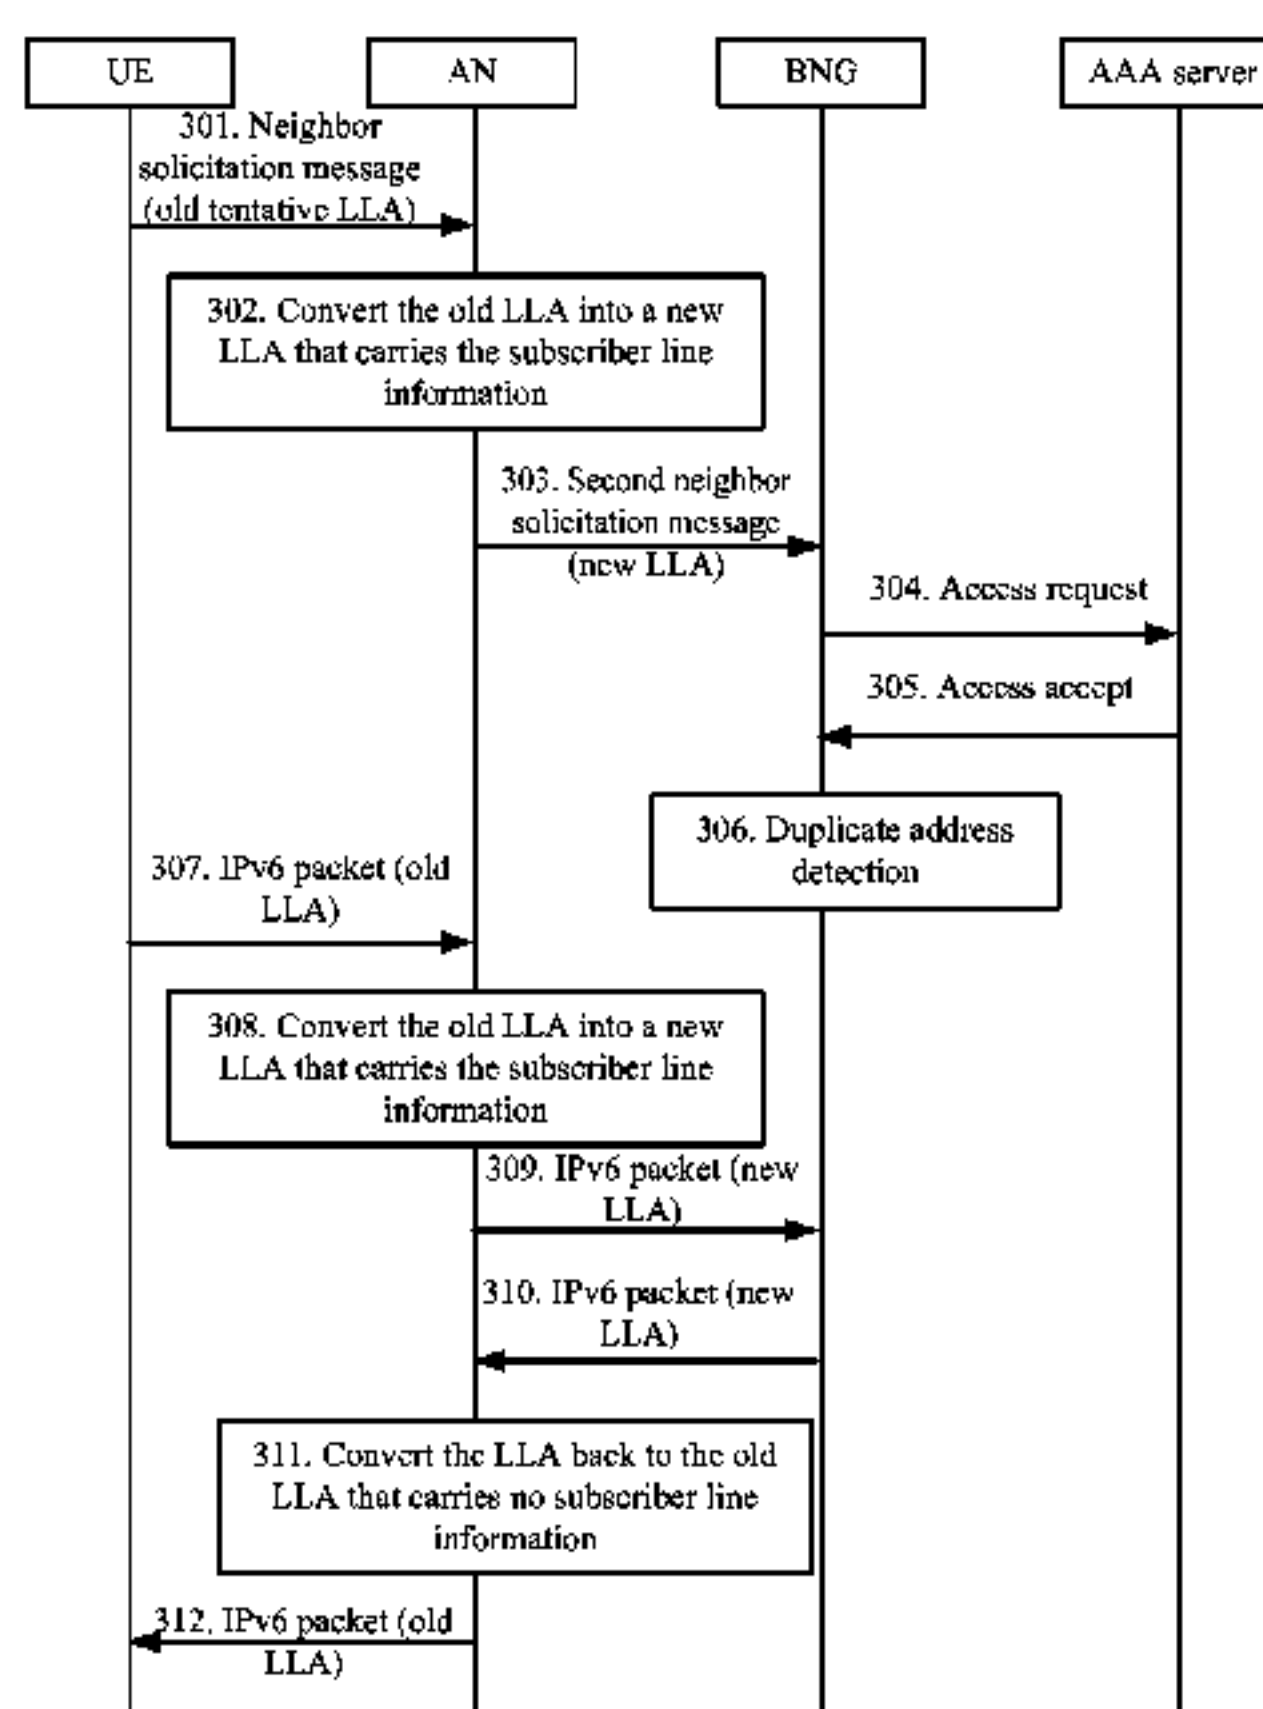 UE
AN
BNG
AAA server
301. Neighbor
solicitation message
(old tentative LLA)
302. Convert the old LLA into a new
LLA that carries the subscriber line
information
303. Second neighbor
solicitation message
(new LLA)
304. Access request
305. Access accept
306. Duplicate address
detection
307. IPv6 packet (old
LLA)
308. Convert the old LLA into a new
LLA that carries the subscriber line
information
309. IPv6 packet (new
LLA)
310. IPv6 packet (new
LLA)
311. Convert the LLA back to the old
LLA that carries no subscriber line
information
312. IPv6 packet (old
LLA)